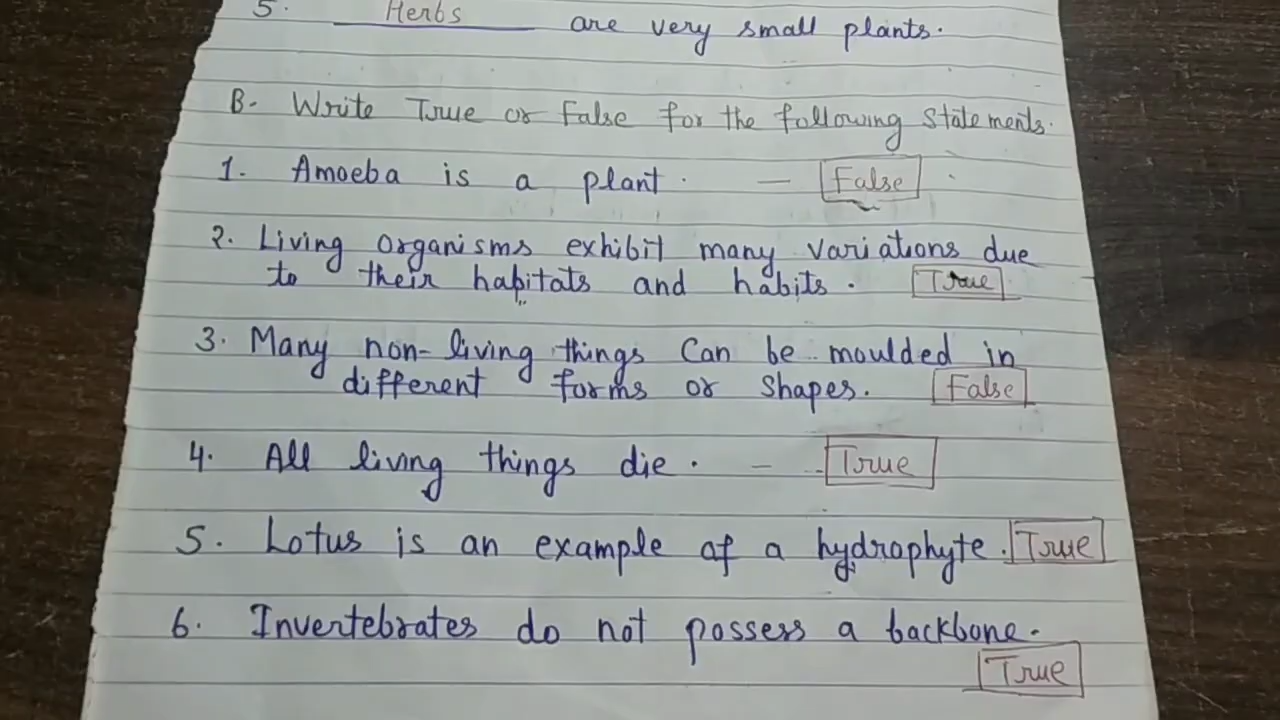 5. Herbs are very small plants.
B. Write True or False for the following statements.
1. Amoeba is a plant. — False
2. Living organisms exhibit many variations due
to their habitats and habits. True
3. Many non-living things can be moulded in
different forms or shapes. False
4. All living things die. — True
5. Lotus is an example of a hydrophyte. True
6. Invertebrates do not possess a backbone.
True